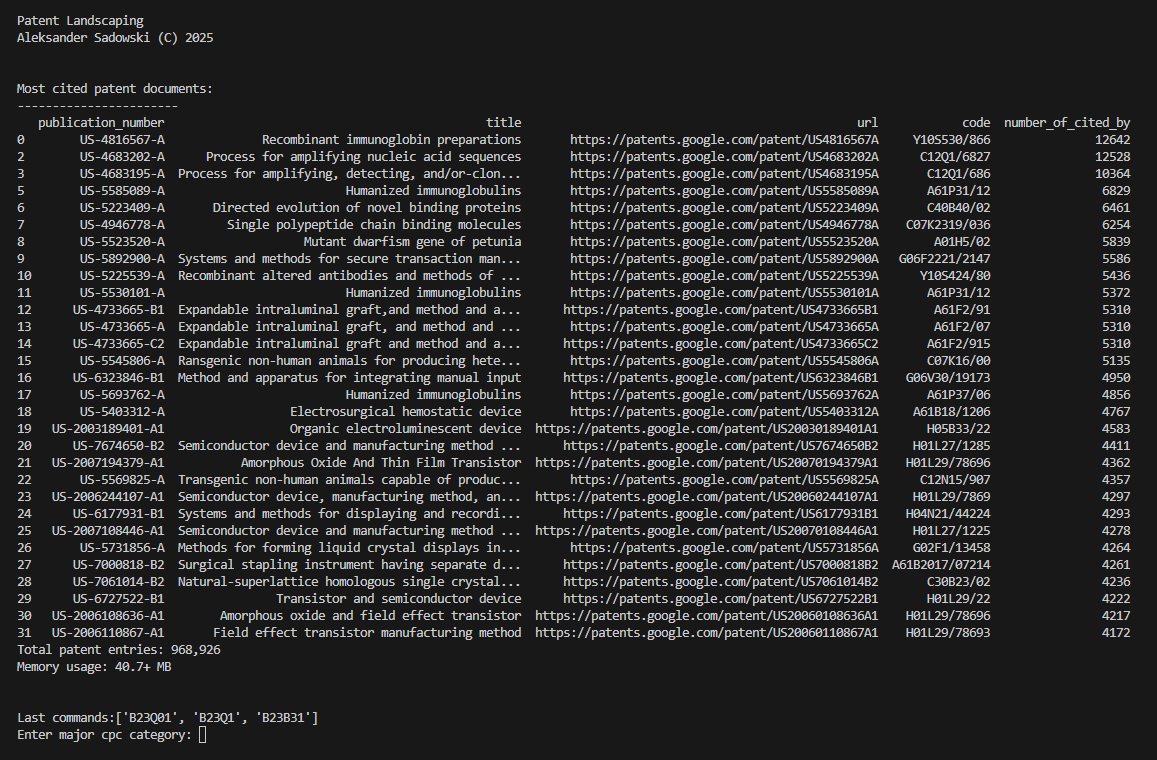 Patent Landscaping
Aleksander Sadowski (C) 2025
Most cited patent documents:
-----------------------
publication_number title url code number_of_cited_by
0 US-4816567-A Recombinant immunoglobin preparations https://patents.google.com/patent/US4816567A Y10S530/866 12642
2 US-4683202-A Process for amplifying nucleic acid sequences https://patents.google.com/patent/US4683202A C12Q1/6827 12528
3 US-4683195-A Process for amplifying, detecting, and/or-clon... https://patents.google.com/patent/US4683195A C12Q1/686 10364
5 US-5585089-A Humanized immunoglobulins https://patents.google.com/patent/US5585089A A61P31/12 6829
6 US-5223409-A Directed evolution of novel binding proteins https://patents.google.com/patent/US5223409A C40B40/02 6461
7 US-4946778-A Single polypeptide chain binding molecules https://patents.google.com/patent/US4946778A C07K2319/036 6254
8 US-5523520-A Mutant dwarfism gene of petunia https://patents.google.com/patent/US5523520A A01H5/02 5839
9 US-5892900-A Systems and methods for secure transaction man... https://patents.google.com/patent/US5892900A G06F2221/2147 5586
10 US-5225539-A Recombinant altered antibodies and methods of ... https://patents.google.com/patent/US5225539A Y10S424/80 5436
11 US-5530101-A Humanized immunoglobulins https://patents.google.com/patent/US5530101A A61P31/12 5372
12 US-4733665-B1 Expandable intraluminal graft,and method and a... https://patents.google.com/patent/US4733665B1 A61F2/91 5310
13 US-4733665-A Expandable intraluminal graft, and method and ... https://patents.google.com/patent/US4733665A A61F2/07 5310
14 US-4733665-C2 Expandable intraluminal graft and method and a... https://patents.google.com/patent/US4733665C2 A61F2/915 5310
15 US-5545806-A Ransgenic non-human animals for producing hete... https://patents.google.com/patent/US5545806A C07K16/00 5135
16 US-6323846-B1 Method and apparatus for integrating manual input https://patents.google.com/patent/US6323846B1 G06V30/19173 4950
17 US-5693762-A Humanized immunoglobulins https://patents.google.com/patent/US5693762A A61P37/06 4856
18 US-5403312-A Electrosurgical hemostatic device https://patents.google.com/patent/US5403312A A61B18/1206 4767
19 US-2003189401-A1 Organic electroluminescent device https://patents.google.com/patent/US20030189401A1 H05B33/22 4583
20 US-7674650-B2 Semiconductor device and manufacturing method ... https://patents.google.com/patent/US7674650B2 H01L27/1285 4411
21 US-2007194379-A1 Amorphous Oxide And Thin Film Transistor https://patents.google.com/patent/US20070194379A1 H01L29/78696 4362
22 US-5569825-A Transgenic non-human animals capable of produc... https://patents.google.com/patent/US5569825A C12N15/907 4357
23 US-2006244107-A1 Semiconductor device, manufacturing method, an... https://patents.google.com/patent/US20060244107A1 H01L29/7869 4297
24 US-6177931-B1 Systems and methods for displaying and recordi... https://patents.google.com/patent/US6177931B1 H04N21/44224 4293
25 US-2007108446-A1 Semiconductor device and manufacturing method ... https://patents.google.com/patent/US20070108446A1 H01L27/1225 4278
26 US-5731856-A Methods for forming liquid crystal displays in... https://patents.google.com/patent/US5731856A G02F1/13458 4264
27 US-7000818-B2 Surgical stapling instrument having separate d... https://patents.google.com/patent/US7000818B2 A61B2017/07214 4261
28 US-7061014-B2 Natural-superlattice homologous single crystal... https://patents.google.com/patent/US7061014B2 C30B23/02 4236
29 US-6727522-B1 Transistor and semiconductor device https://patents.google.com/patent/US6727522B1 H01L29/22 4222
30 US-2006108636-A1 Amorphous oxide and field effect transistor https://patents.google.com/patent/US20060108636A1 H01L29/78696 4217
31 US-2006110867-A1 Field effect transistor manufacturing method https://patents.google.com/patent/US20060110867A1 H01L29/78693 4172
Total patent entries: 968,926
Memory usage: 40.7+ MB
Last commands:['B23Q01', 'B23Q1', 'B23B31']
Enter major cpc category: